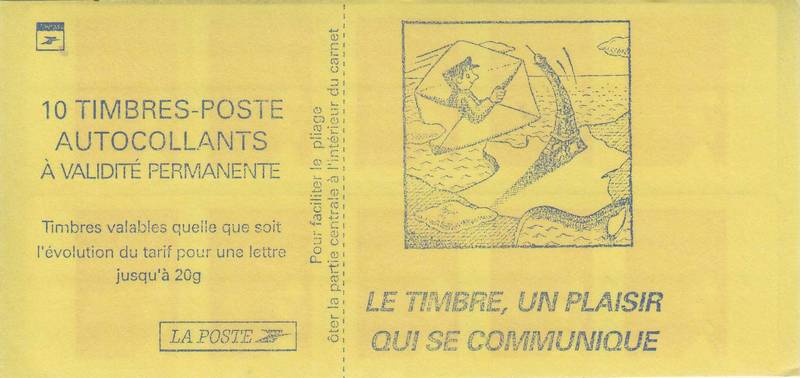 10 TIMBRES-POSTE
AUTOCOLLANTS
À VALIDITÉ PERMANENTE
Timbres valables quelle que soit
l'évolution du tarif pour une lettre
jusqu'à 20g
LA POSTE
Pour faciliter le pliage
ôter la partie centrale à l'intérieur du carnet
LE TIMBRE, UN PLAISIR
QUI SE COMMUNIQUE